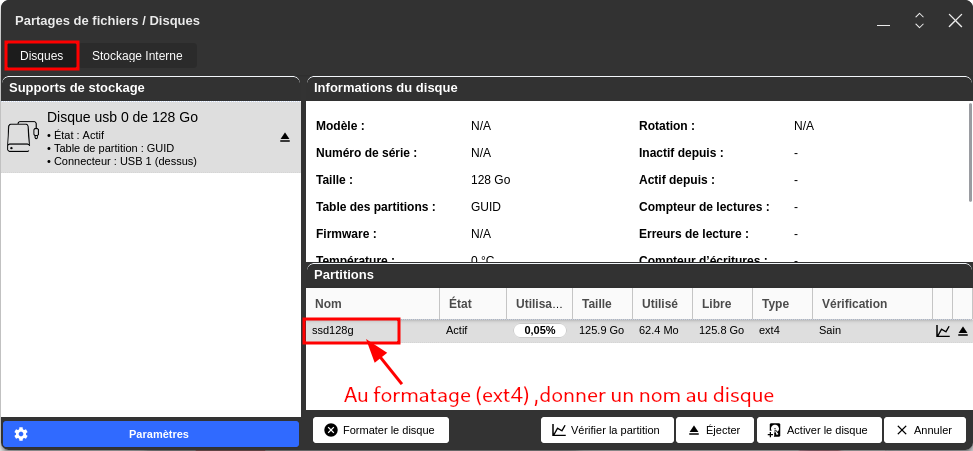 Partages de fichiers / Disques
Disques
Stockage Interne
Supports de stockage
Disque usb 0 de 128 Go
• État : Actif
• Table de partition : GUID
• Connecteur : USB 1 (dessus)
Paramètres
Informations du disque
Modèle : N/A Rotation : N/A
Numéro de série : N/A Inactif depuis : -
Taille : 128 Go Actif depuis : -
Table des partitions : GUID Compteur de lectures : -
Firmware : N/A Erreurs de lecture : -
Température : 0 °C Compteur d'écritures : -
Partitions
Nom État Utilisa... Taille Utilisé Libre Type Vérification
ssd128g Actif 0,05% 125.9 Go 62.4 Mo 125.8 Go ext4 Sain
Au formatage (ext4) ,donner un nom au disque
Formater le disque Vérifier la partition Éjecter Activer le disque Annuler